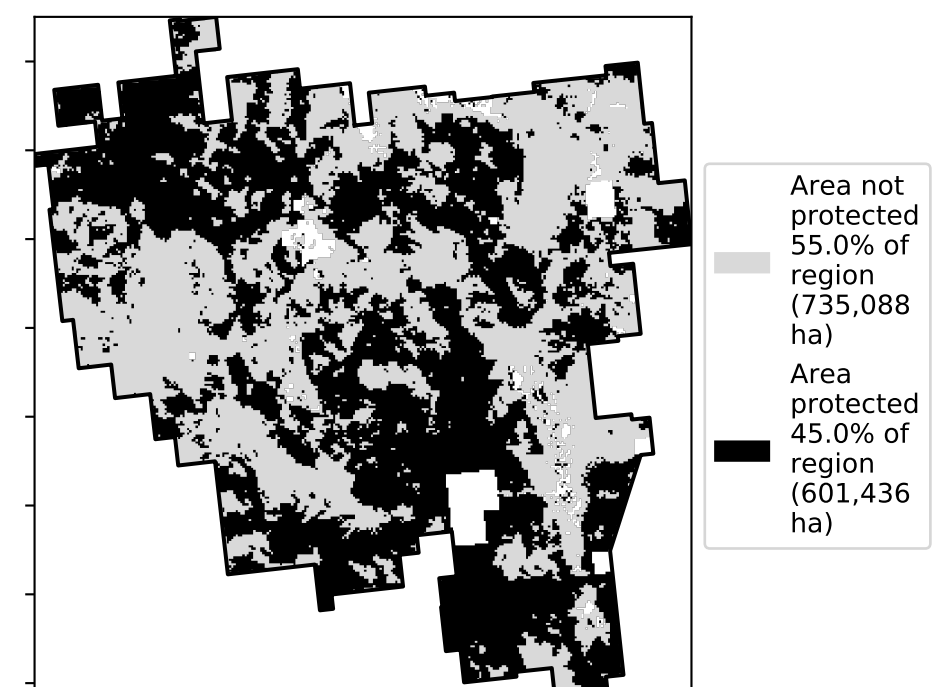 Area not
protected
55.0% of
region
(735,088
ha)
Area
protected
45.0% of
region
(601,436
ha)